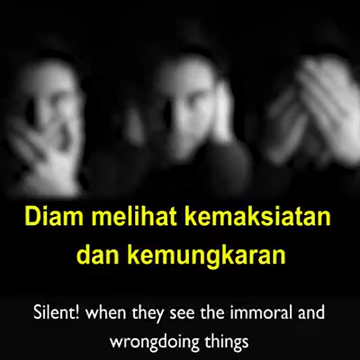 Diam melihat kemaksiatan
dan kemungkaran
Silent! when they see the immoral and
wrongdoing things